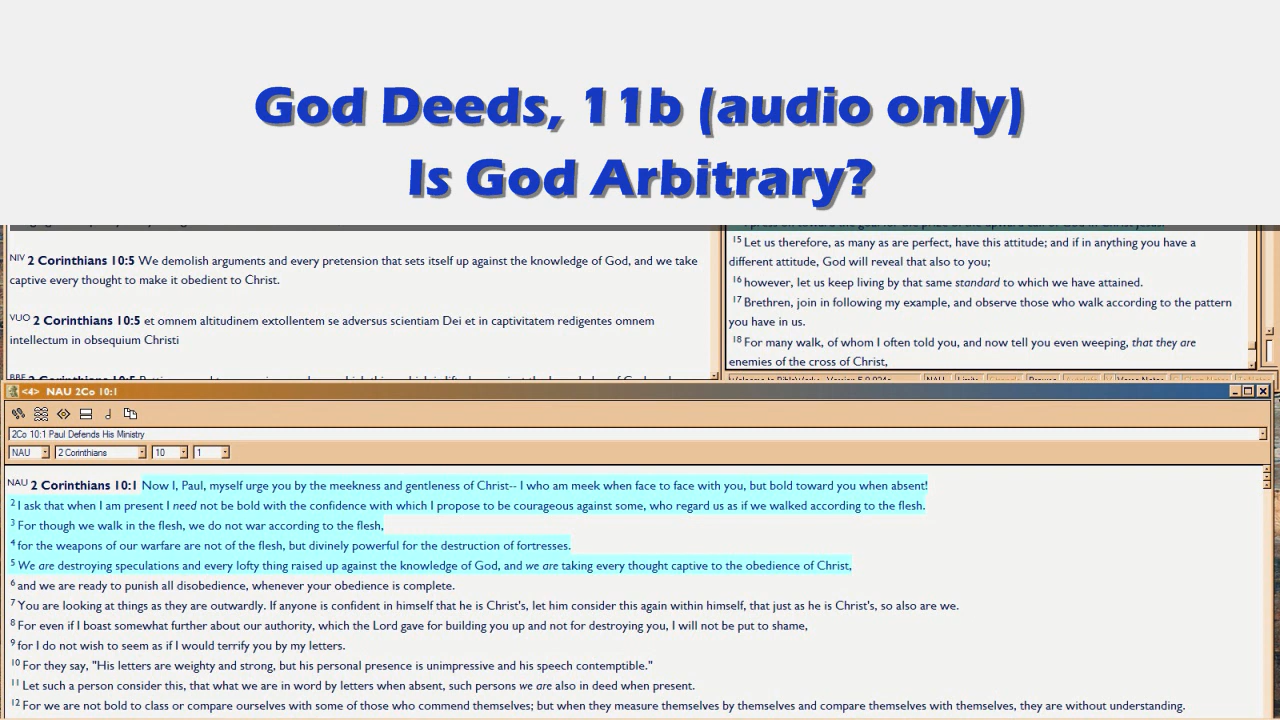 God Deeds, 11b (audio only)
Is God Arbitrary?
NIV 2 Corinthians 10:5 We demolish arguments and every pretension that sets itself up against the knowledge of God, and we take
captive every thought to make it obedient to Christ.
VUO 2 Corinthians 10:5 et omnem altitudinem extollentem se adversus scientiam Dei et in captivitatem redigentes omnem
intellectum in obsequium Christi
15 Let us therefore, as many as are perfect, have this attitude; and if in anything you have a
different attitude, God will reveal that also to you;
16 however, let us keep living by that same standard to which we have attained.
17 Brethren, join in following my example, and observe those who walk according to the pattern
you have in us.
18 For many walk, of whom I often told you, and now tell you even weeping, that they are
enemies of the cross of Christ,
<4> NAU 2Co 10:1
2Co 10:1 Paul Defends His Ministry
NAU 2 Corinthians 10 1
NAU 2 Corinthians 10:1 Now I, Paul, myself urge you by the meekness and gentleness of Christ-- I who am meek when face to face with you, but bold toward you when absent!
2 I ask that when I am present I need not be bold with the confidence with which I propose to be courageous against some, who regard us as if we walked according to the flesh.
3 For though we walk in the flesh, we do not war according to the flesh,
4 for the weapons of our warfare are not of the flesh, but divinely powerful for the destruction of fortresses.
5 We are destroying speculations and every lofty thing raised up against the knowledge of God, and we are taking every thought captive to the obedience of Christ,
6 and we are ready to punish all disobedience, whenever your obedience is complete.
7 You are looking at things as they are outwardly. If anyone is confident in himself that he is Christ's, let him consider this again within himself, that just as he is Christ's, so also are we.
8 For even if I boast somewhat further about our authority, which the Lord gave for building you up and not for destroying you, I will not be put to shame,
9 for I do not wish to seem as if I would terrify you by my letters.
10 For they say, "His letters are weighty and strong, but his personal presence is unimpressive and his speech contemptible."
11 Let such a person consider this, that what we are in word by letters when absent, such persons we are also in deed when present.
12 For we are not bold to class or compare ourselves with some of those who commend themselves; but when they measure themselves by themselves and compare themselves with themselves, they are without understanding.